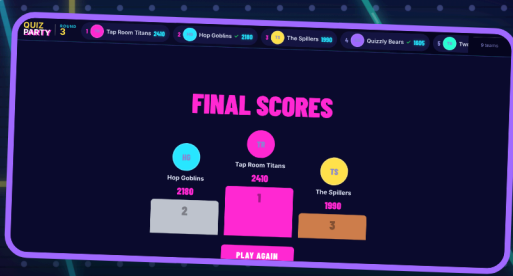 QUIZ PARTY
ROUND 3
1 Tap Room Titans 2410
2 Hop Goblins ✓ 2180
3 TS The Spillers 1990
4 Quizzly Bears ✓
5
FINAL SCORES
HG
TR
TS
Tap Room Titans
Hop Goblins
The Spillers
2410
2180
1990
1
2
3
PLAY AGAIN